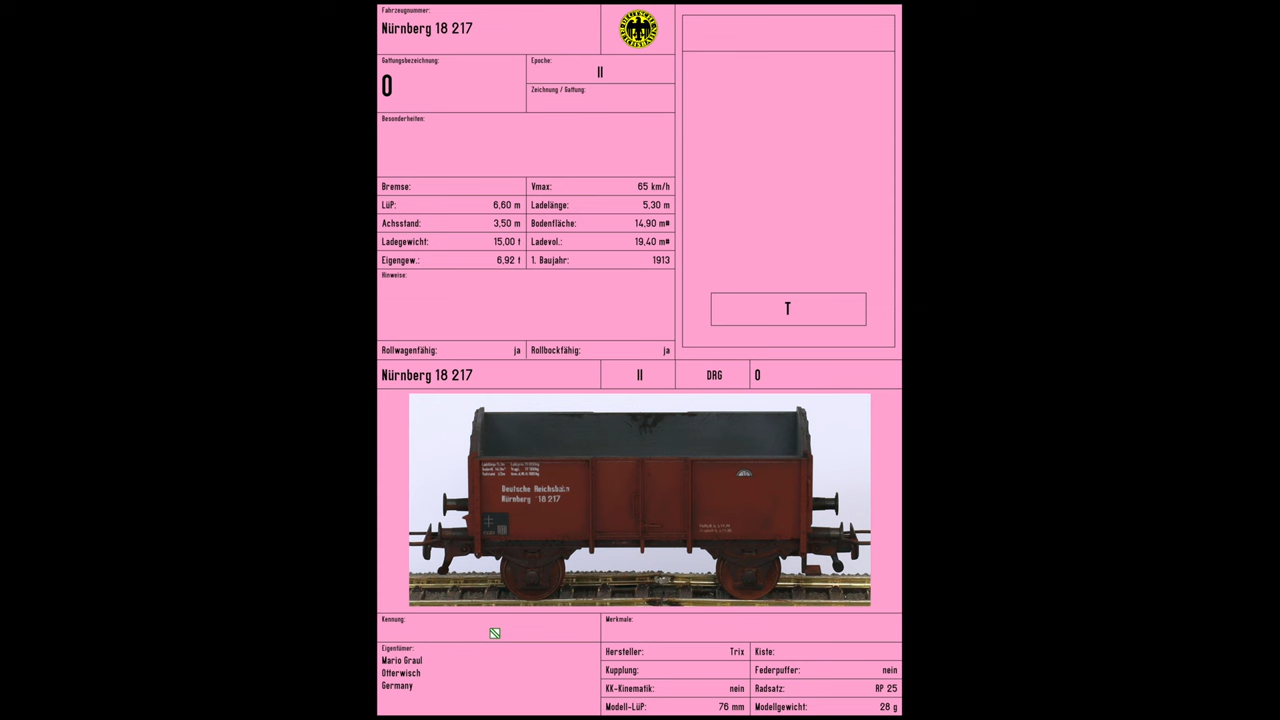 Fahrzeugnummer:
Nürnberg 18 217
DEUTSCHE REICHSBAHN
Gattungsbezeichnung:
O
Epoche:
II
Zeichnung / Gattung:
Besonderheiten:
Bremse:
Vmax: 65 km/h
LüP: 6,60 m
Ladelänge: 5,30 m
Achsstand: 3,50 m
Bodenfläche: 14,90 m²
Ladegewicht: 15,00 t
Ladevol.: 19,40 m³
Eigengew.: 6,92 t
1. Baujahr: 1913
Hinweise:
T
Rollwagenfähig: ja
Rollbockfähig: ja
Nürnberg 18 217
II
DRG
O
Deutsche Reichsbahn
Nürnberg 18 217
Kennung:
Merkmale:
Eigentümer:
Mario Graul
Otterwisch
Germany
Hersteller: Trix
Kiste:
Kupplung:
Federpuffer: nein
KK-Kinematik: nein
Radsatz: RP 25
Modell-LüP: 76 mm
Modellgewicht: 28 g